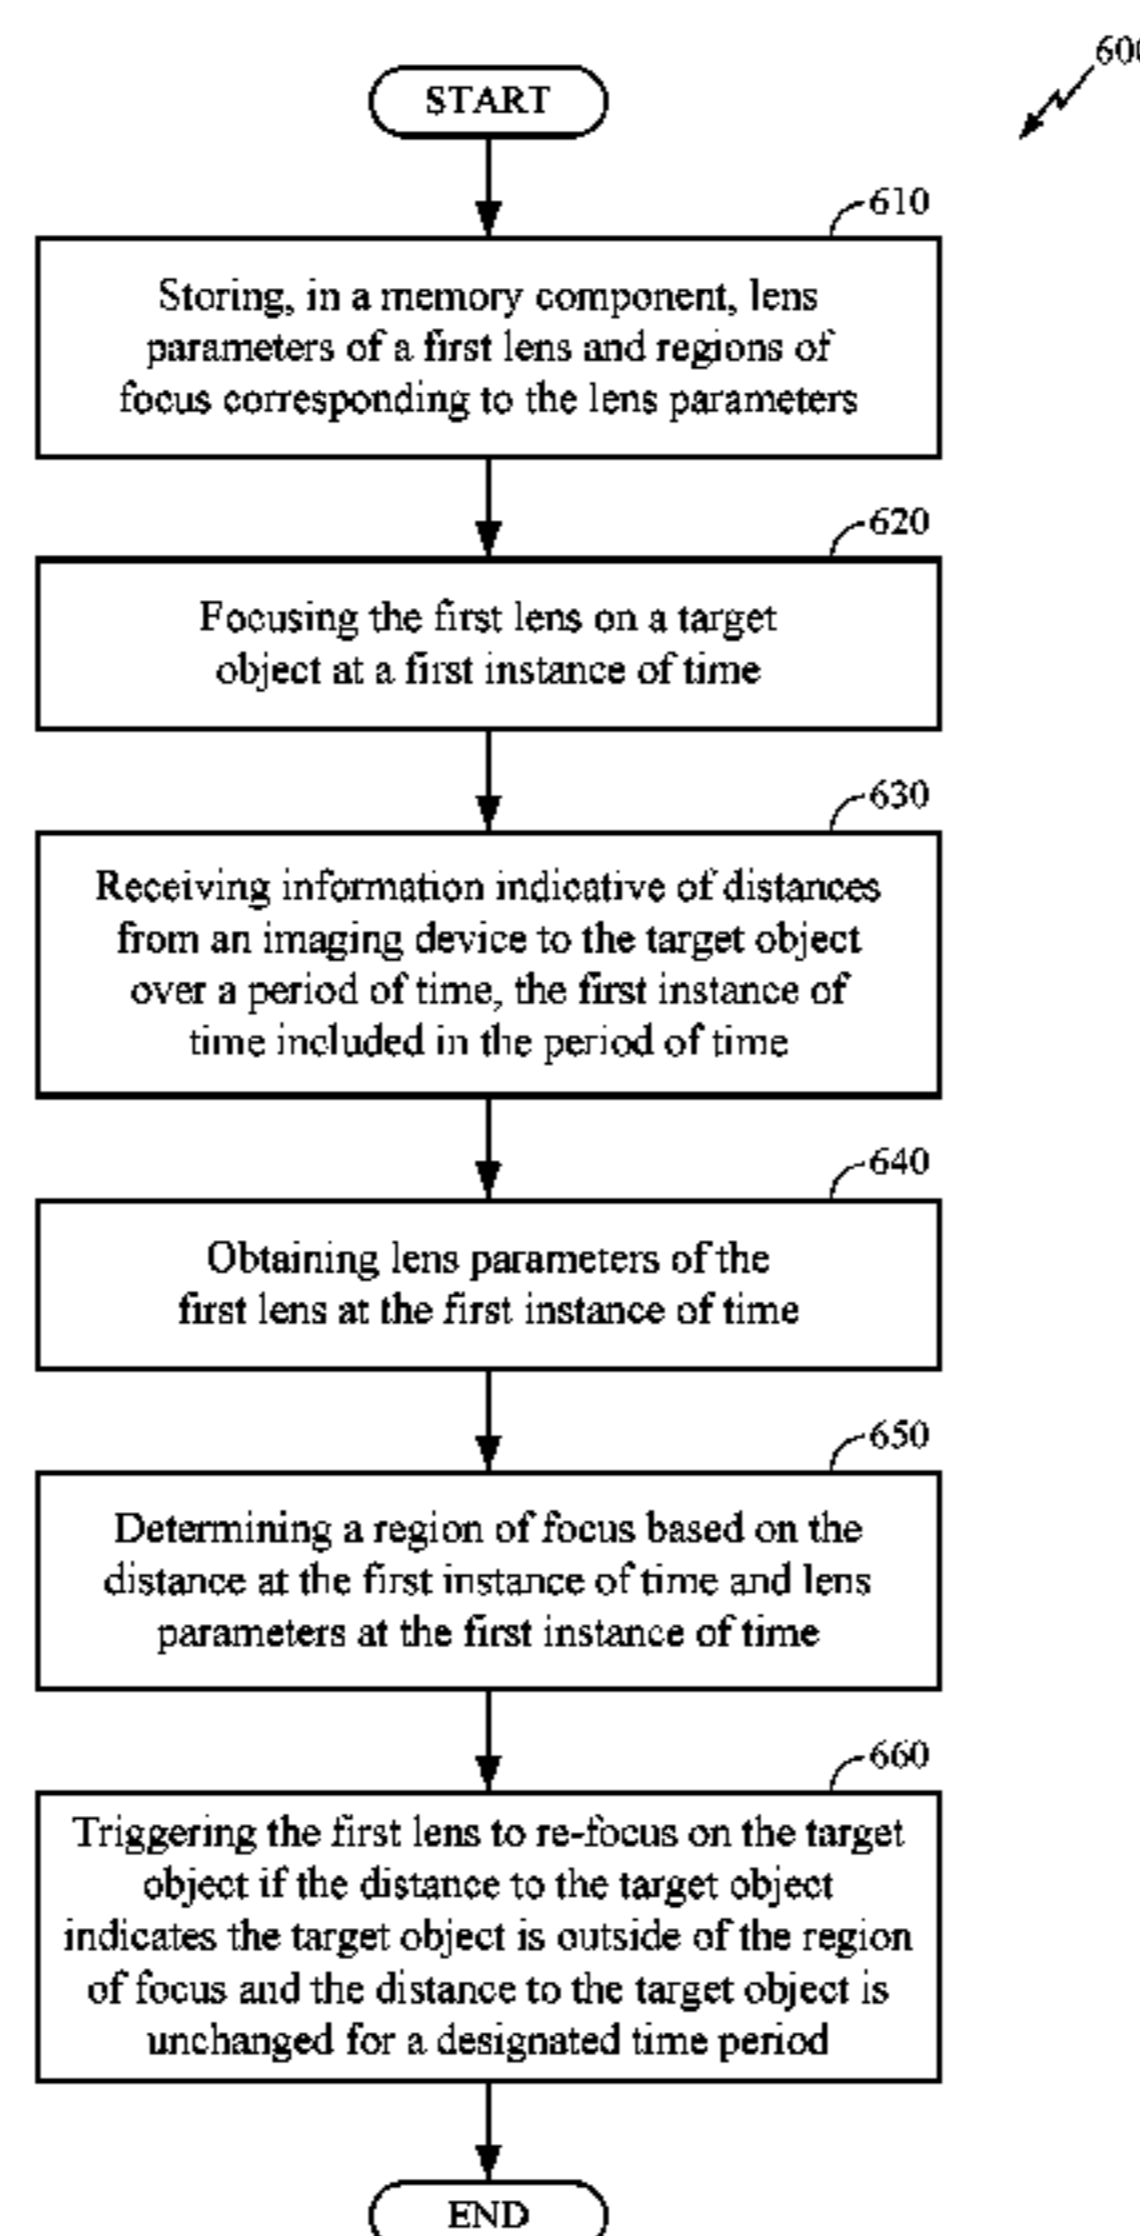 600
START
610
Storing, in a memory component, lens
parameters of a first lens and regions of
focus corresponding to the lens parameters
620
Focusing the first lens on a target
object at a first instance of time
630
Receiving information indicative of distances
from an imaging device to the target object
over a period of time, the first instance of
time included in the period of time
640
Obtaining lens parameters of the
first lens at the first instance of time
650
Determining a region of focus based on the
distance at the first instance of time and lens
parameters at the first instance of time
660
Triggering the first lens to re-focus on the target
object if the distance to the target object
indicates the target object is outside of the region
of focus and the distance to the target object is
unchanged for a designated time period
END